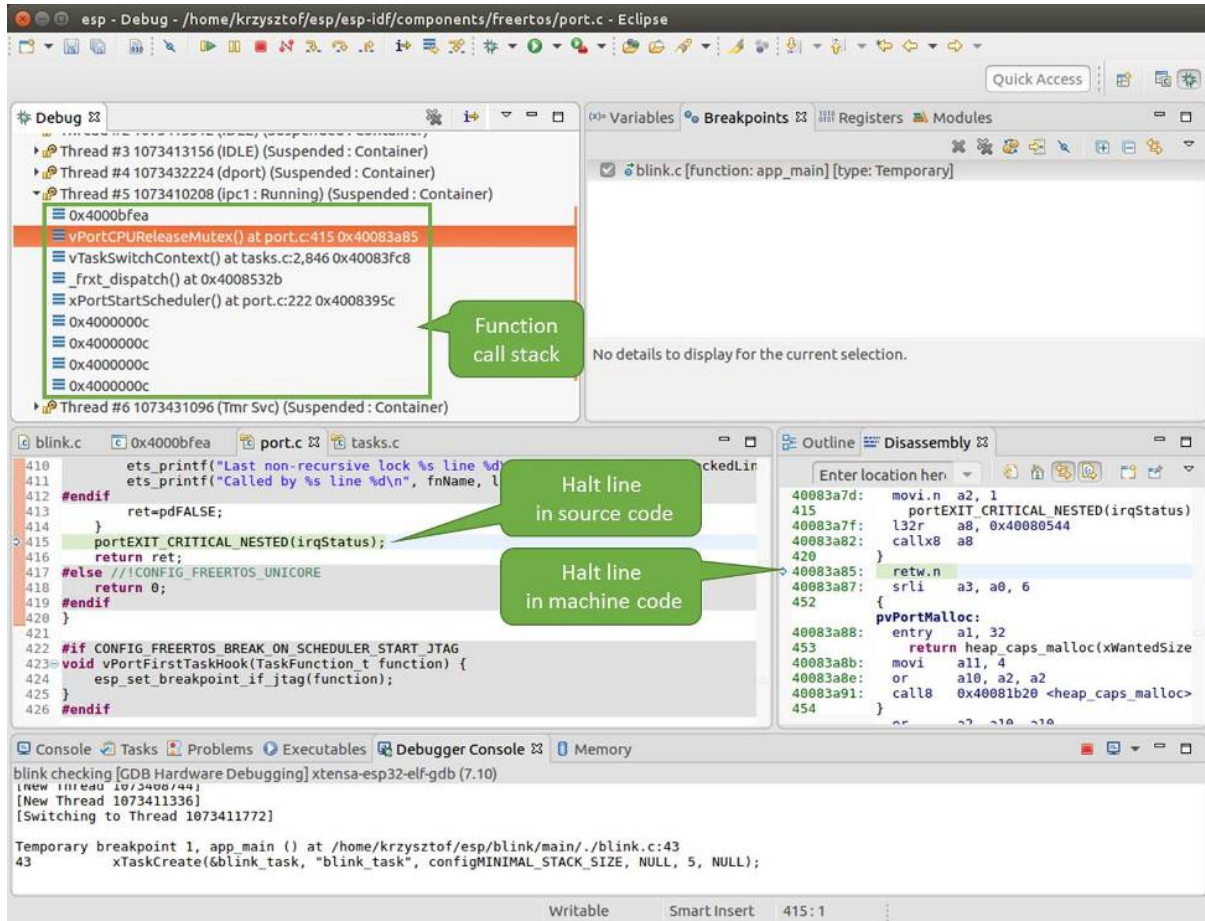 esp - Debug - /home/krzysztof/esp/esp-idf/components/freertos/port.c - Eclipse
Quick Access
Debug
Thread #3 1073413156 (IDLE) (Suspended : Container)
Thread #4 1073432224 (dport) (Suspended : Container)
Thread #5 1073410208 (ipc1 : Running) (Suspended : Container)
0x4000bfea
vPortCPUReleaseMutex() at port.c:415 0x40083a85
vTaskSwitchContext() at tasks.c:2,846 0x40083fc8
_frxt_dispatch() at 0x4008532b
xPortStartScheduler() at port.c:222 0x4008395c
0x4000000c
0x4000000c
0x4000000c
0x4000000c
Thread #6 1073431096 (Tmr Svc) (Suspended : Container)
Function
call stack
(x)= Variables Breakpoints Registers Modules
blink.c [function: app_main] [type: Temporary]
No details to display for the current selection.
blink.c 0x4000bfea port.c tasks.c
410 ets_printf("Last non-recursive lock %s line %d\ ckedLin
411 ets_printf("Called by %s line %d\n", fnName, l
412 #endif
413 ret=pdFALSE;
414 }
415 portEXIT_CRITICAL_NESTED(irqStatus);
416 return ret;
417 #else //!CONFIG_FREERTOS_UNICORE
418 return 0;
419 #endif
420 }
421
422 #if CONFIG_FREERTOS_BREAK_ON_SCHEDULER_START_JTAG
423 void vPortFirstTaskHook(TaskFunction_t function) {
424 esp_set_breakpoint_if_jtag(function);
425 }
426 #endif
Halt line
in source code
Halt line
in machine code
Outline Disassembly
Enter location her
40083a7d: movi.n a2, 1
415 portEXIT_CRITICAL_NESTED(irqStatus)
40083a7f: l32r a8, 0x40080544
40083a82: callx8 a8
420 }
40083a85: retw.n
40083a87: srli a3, a0, 6
452 {
pvPortMalloc:
40083a88: entry a1, 32
453 return heap_caps_malloc(xWantedSize
40083a8b: movi a11, 4
40083a8e: or a10, a2, a2
40083a91: call8 0x40081b20 <heap_caps_malloc>
454 }
Console Tasks Problems Executables Debugger Console Memory
blink checking [GDB Hardware Debugging] xtensa-esp32-elf-gdb (7.10)
[New Thread 1073408744]
[New Thread 1073411336]
[Switching to Thread 1073411772]
Temporary breakpoint 1, app_main () at /home/krzysztof/esp/blink/main/./blink.c:43
43 xTaskCreate(&blink_task, "blink_task", configMINIMAL_STACK_SIZE, NULL, 5, NULL);
Writable Smart Insert 415 : 1